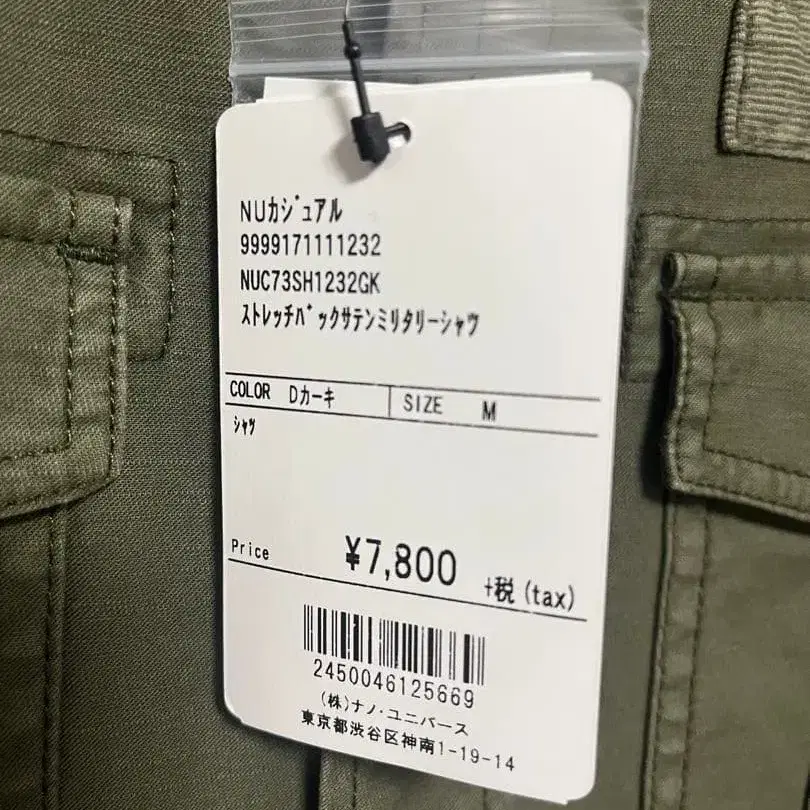 NUカジュアル
9999171111232
NUC73SH1232GK
ストレッチバックサテンミリタリーシャツ
COLOR Dカーキ SIZE M
シャツ
Price ¥7,800 +税(tax)
2450046125669
(株)ナノ・ユニバース
東京都渋谷区神南1-19-14